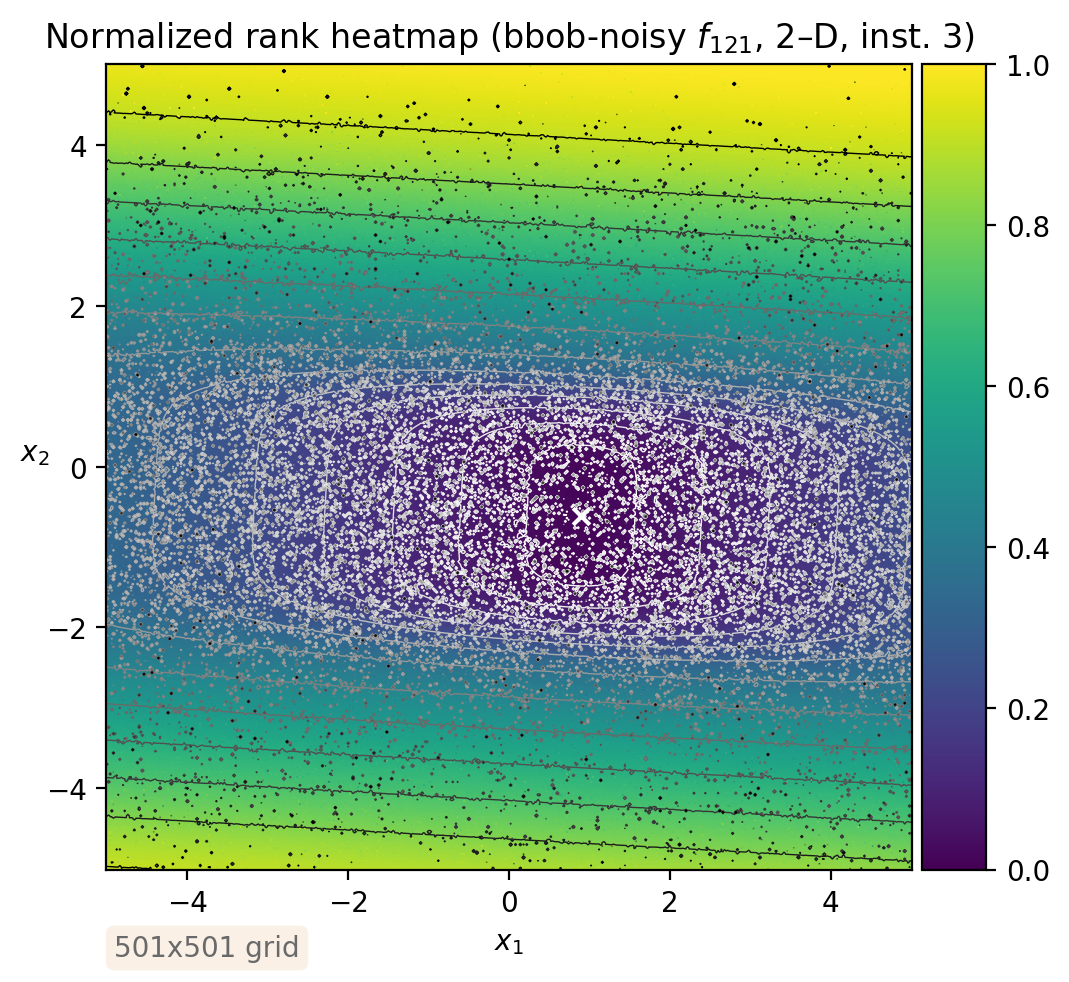 Normalized rank heatmap (bbob-noisy f₁₂₁, 2–D, inst. 3)
1.0
0.8
0.6
0.4
0.2
0.0
4
2
0
−2
−4
x₂
−4 −2 0 2 4
x₁
501x501 grid